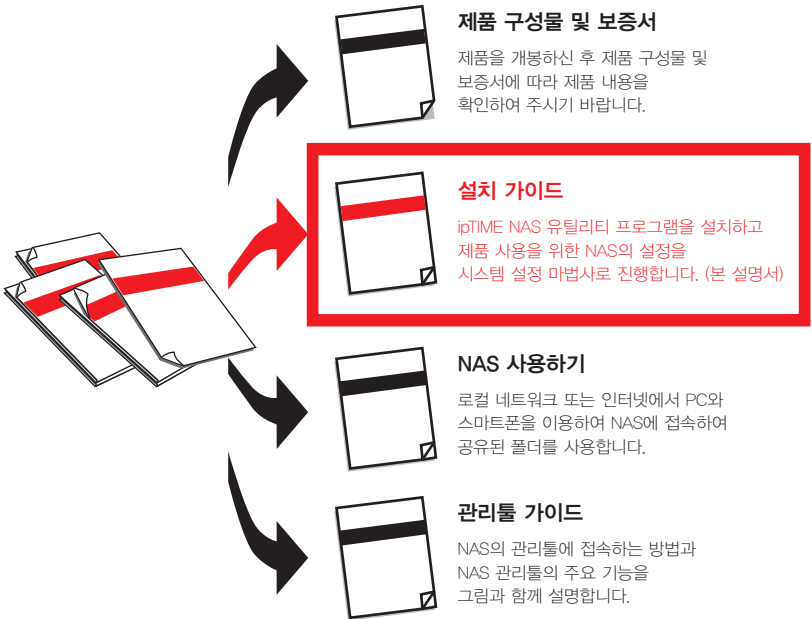 제품 구성물 및 보증서
제품을 개봉하신 후 제품 구성물 및
보증서에 따라 제품 내용을
확인하여 주시기 바랍니다.
설치 가이드
ipTIME NAS 유틸리티 프로그램을 설치하고
제품 사용을 위한 NAS의 설정을
시스템 설정 마법사로 진행합니다. (본 설명서)
NAS 사용하기
로컬 네트워크 또는 인터넷에서 PC와
스마트폰을 이용하여 NAS에 접속하여
공유된 폴더를 사용합니다.
관리툴 가이드
NAS의 관리툴에 접속하는 방법과
NAS 관리툴의 주요 기능을
그림과 함께 설명합니다.